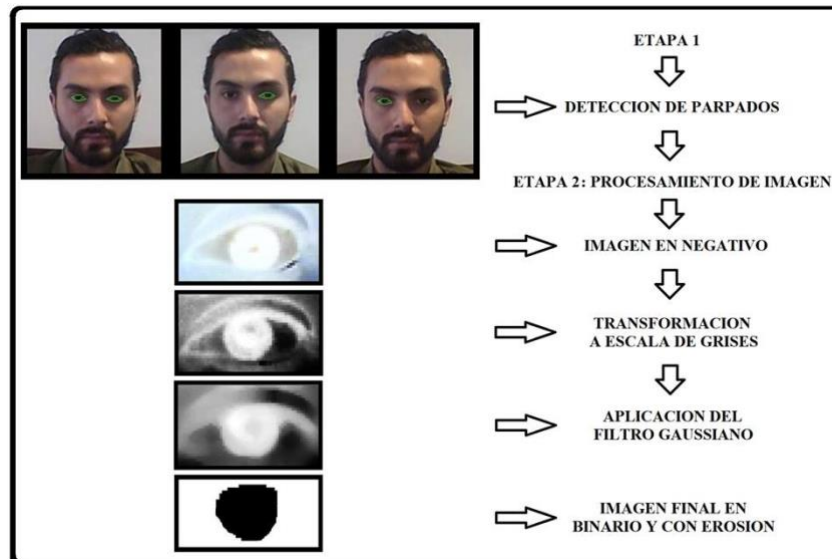 ETAPA 1
DETECCION DE PARPADOS
ETAPA 2: PROCESAMIENTO DE IMAGEN
IMAGEN EN NEGATIVO
TRANSFORMACION
A ESCALA DE GRISES
APLICACION DEL
FILTRO GAUSSIANO
IMAGEN FINAL EN
BINARIO Y CON EROSION